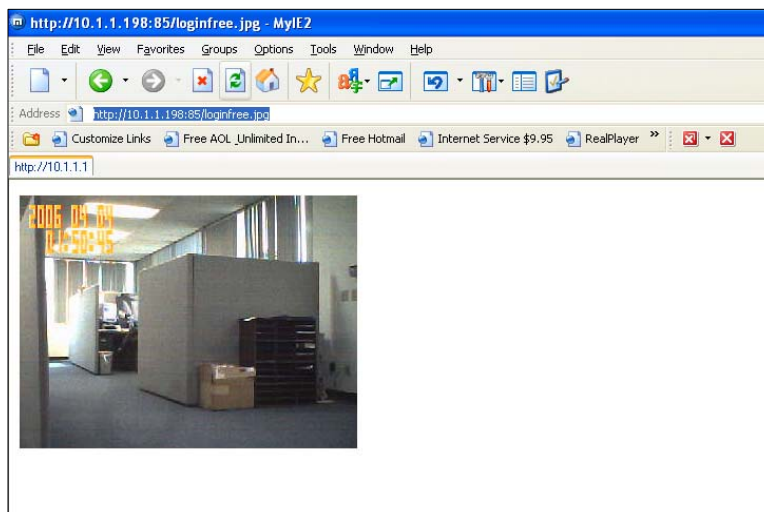 http://10.1.1.198:85/loginfree.jpg - MyIE2
File Edit View Favorites Groups Options Tools Window Help
Address http://10.1.1.198:85/loginfree.jpg
Customize Links Free AOL _Unlimited In... Free Hotmail Internet Service $9.95 RealPlayer »
http://10.1.1.1
2006 09 04